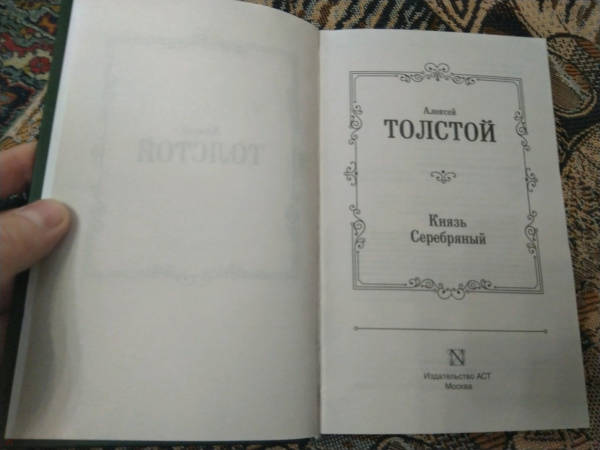 Алексей
ТОЛСТОЙ
Князь
Серебряный
N
Издательство АСТ
Москва